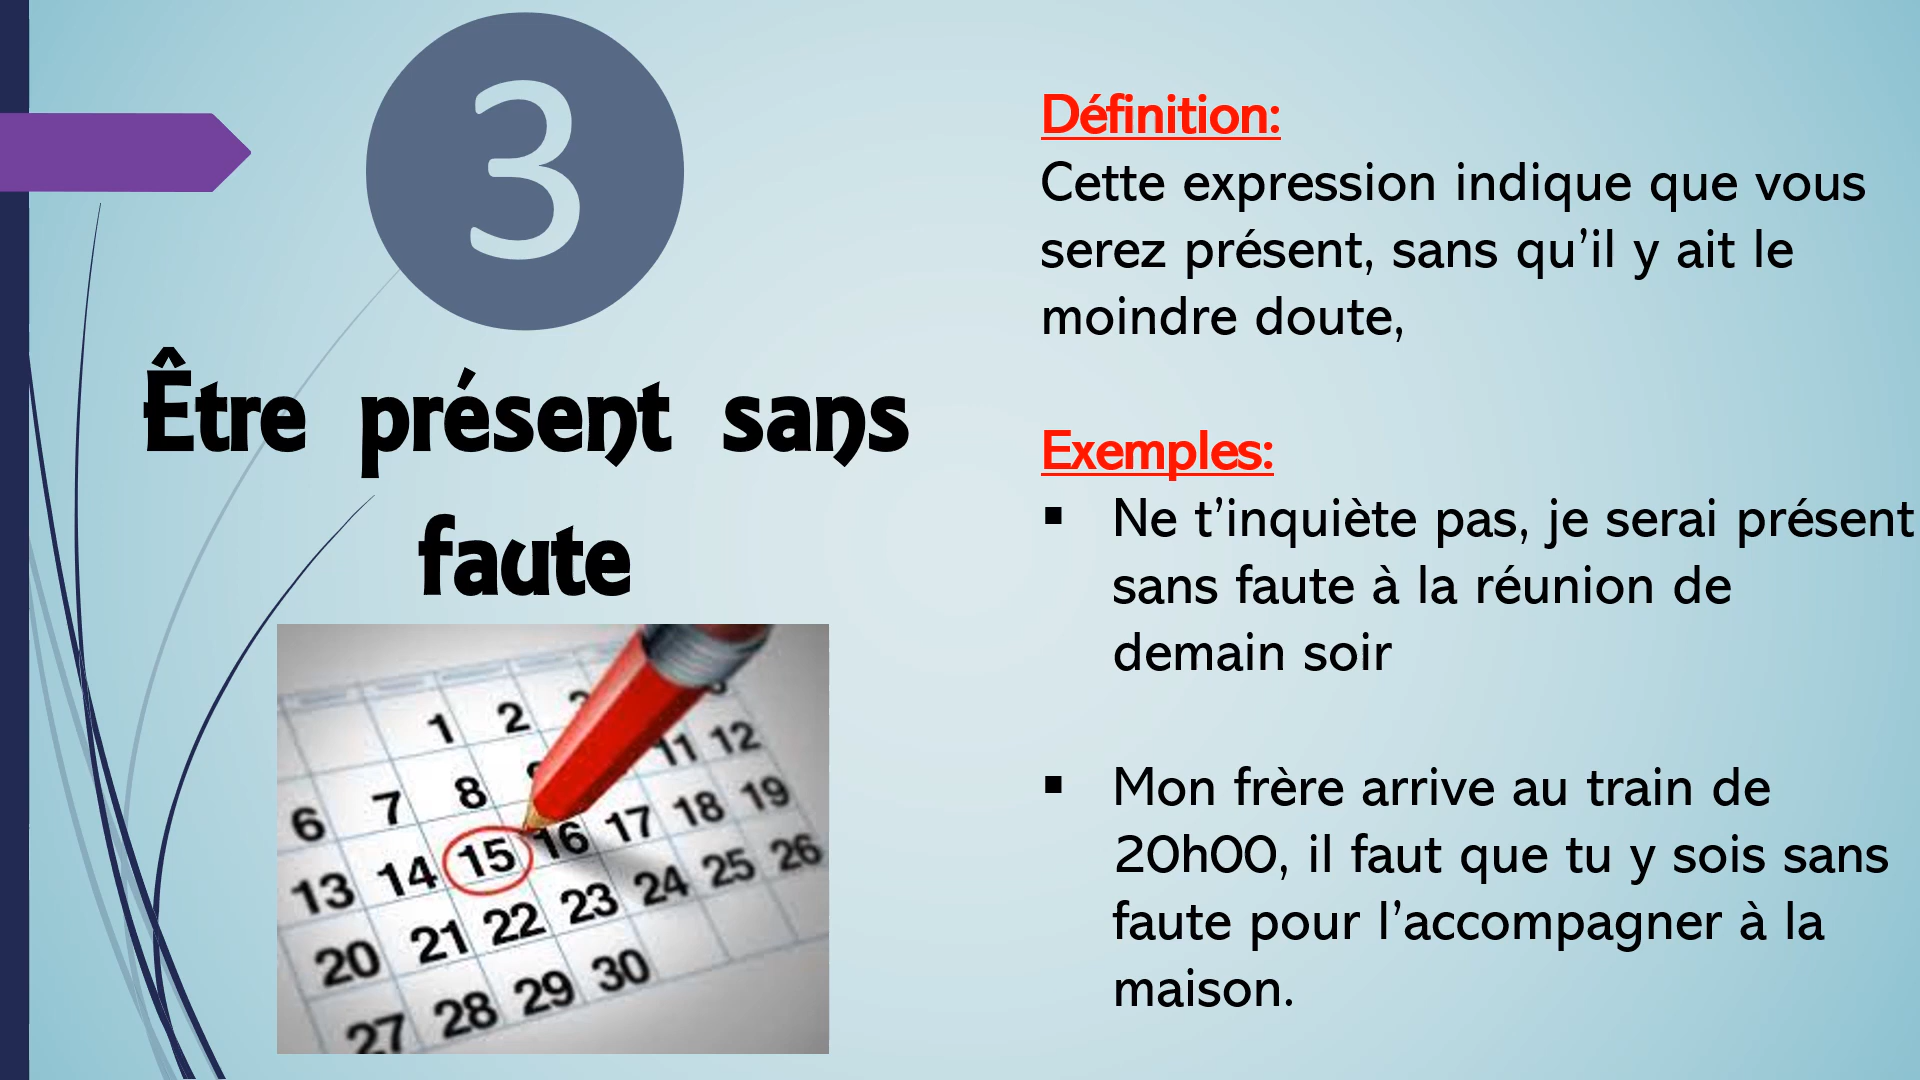 3
Être présent sans
faute
1 2
6 7 8 11 12
13 14 15 16 17 18 19
20 21 22 23 24 25 26
27 28 29 30
Définition:
Cette expression indique que vous
serez présent, sans qu’il y ait le
moindre doute,
Exemples:
▪ Ne t’inquiète pas, je serai présent
sans faute à la réunion de
demain soir
▪ Mon frère arrive au train de
20h00, il faut que tu y sois sans
faute pour l’accompagner à la
maison.